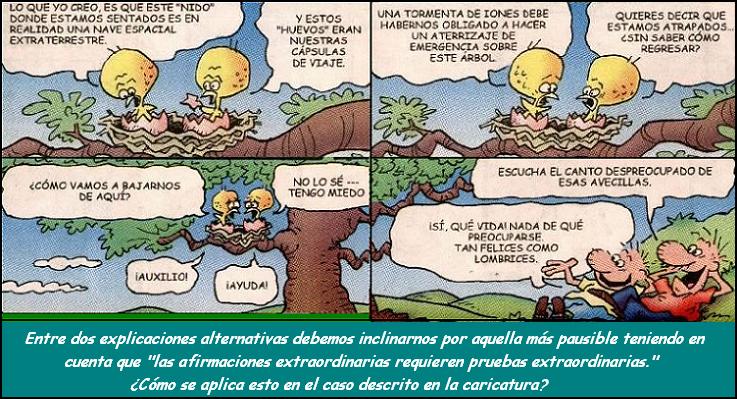 LO QUE YO CREO, ES QUE ESTE "NIDO"
DONDE ESTAMOS SENTADOS ES EN
REALIDAD UNA NAVE ESPACIAL
EXTRATERRESTRE.
Y ESTOS
"HUEVOS" ERAN
NUESTRAS
CÁPSULAS
DE VIAJE.
UNA TORMENTA DE IONES DEBE
HABERNOS OBLIGADO A HACER
UN ATERRIZAJE DE
EMERGENCIA SOBRE
ESTE ÁRBOL.
QUIERES DECIR QUE
ESTAMOS ATRAPADOS...
¿SIN SABER CÓMO
REGRESAR?
¿CÓMO VAMOS A BAJARNOS
DE AQUÍ?
NO LO SÉ ---
TENGO MIEDO
¡AUXILIO!
¡AYUDA!
ESCUCHA EL CANTO DESPREOCUPADO DE
ESAS AVECILLAS.
¡SÍ, QUÉ VIDA! NADA DE QUÉ
PREOCUPARSE.
TAN FELICES COMO
LOMBRICES.
Entre dos explicaciones alternativas debemos inclinarnos por aquella más pausible teniendo en
cuenta que "las afirmaciones extraordinarias requieren pruebas extraordinarias."
¿Cómo se aplica esto en el caso descrito en la caricatura?